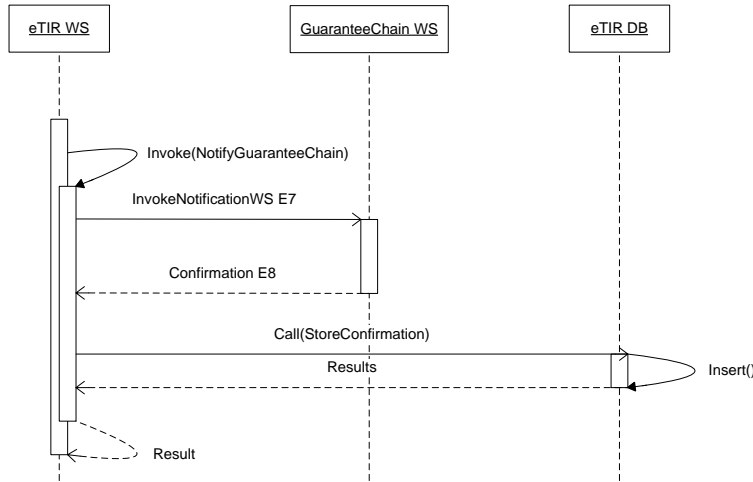 eTIR WS
GuaranteeChain WS
eTIR DB
Invoke(NotifyGuaranteeChain)
InvokeNotificationWS E7
Confirmation E8
Call(StoreConfirmation)
Results
Insert()
Result